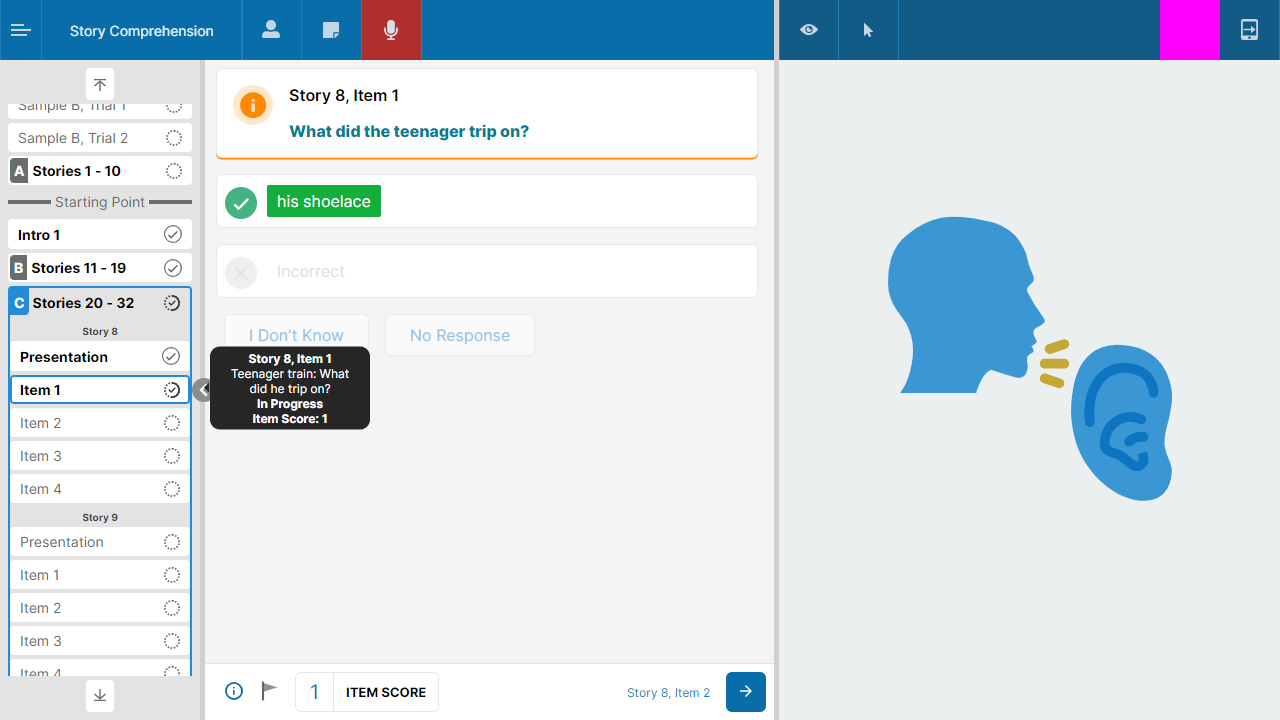 Story Comprehension
Sample B, Trial 1
Sample B, Trial 2
A Stories 1 - 10
Starting Point
Intro 1
B Stories 11 - 19
C Stories 20 - 32
Story 8
Presentation
Item 1
Item 2
Item 3
Item 4
Story 9
Presentation
Item 1
Item 2
Item 3
Item 4
Story 8, Item 1
What did the teenager trip on?
his shoelace
Incorrect
I Don't Know
No Response
Story 8, Item 1
Teenager train: What
did he trip on?
In Progress
Item Score: 1
1 ITEM SCORE
Story 8, Item 2